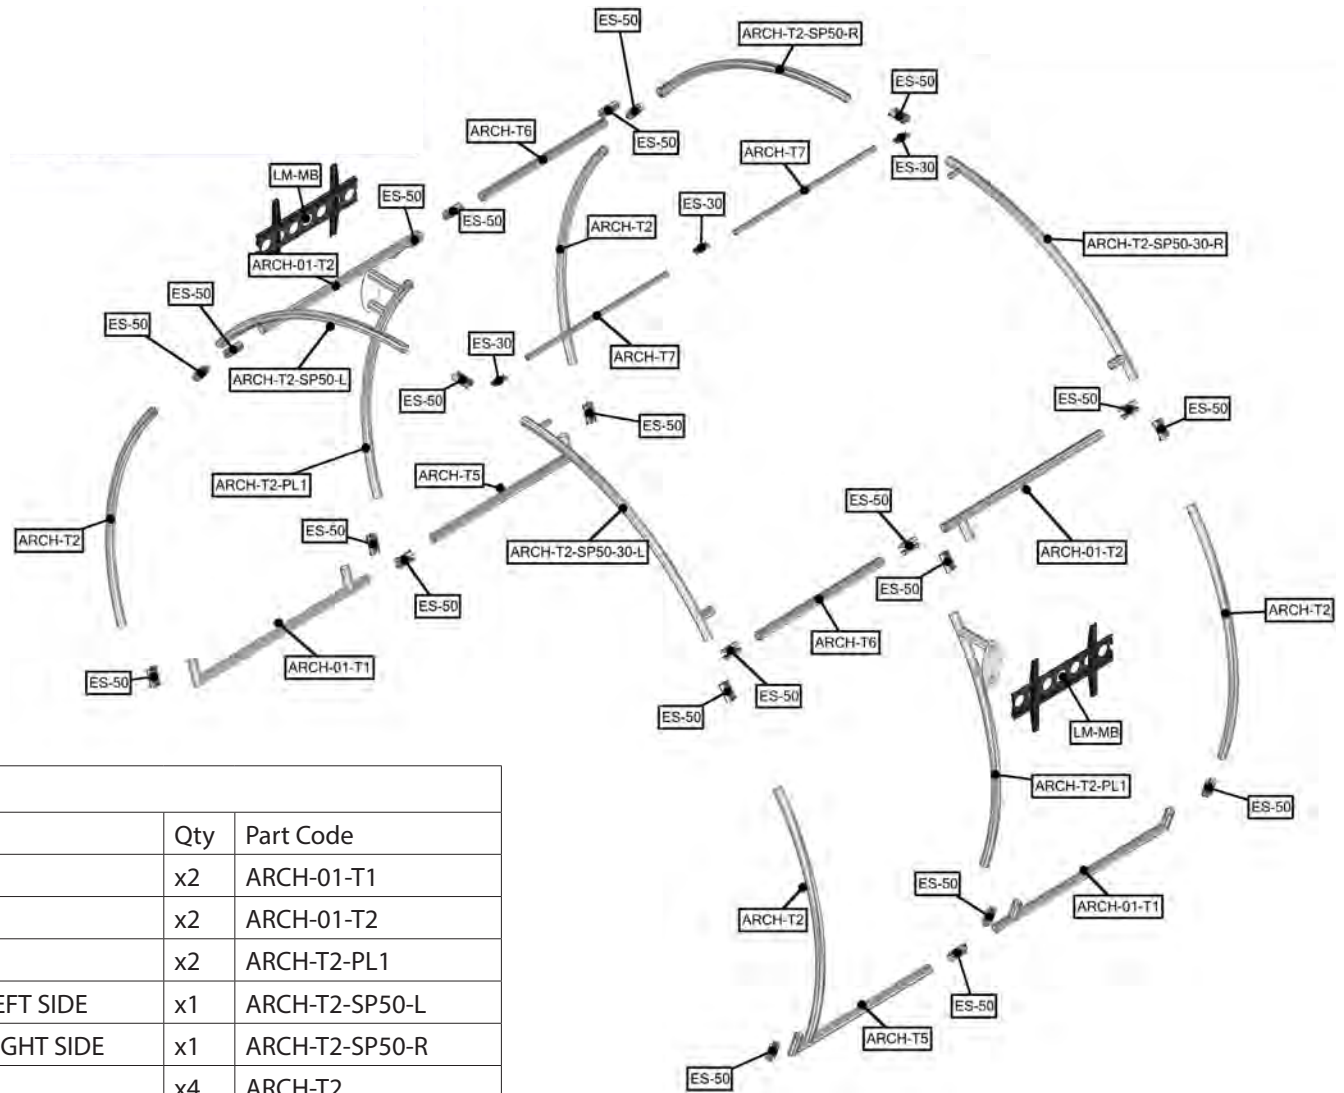 ES-50
ARCH-T2-SP50-R
ES-50
ARCH-T6
ES-50
ARCH-T7
ES-30
LM-MB
ES-50
ES-50
ES-30
ARCH-T2
ARCH-T2-SP50-30-R
ARCH-01-T2
ES-50
ES-50
ES-30
ARCH-T7
ARCH-T2-SP50-L
ES-50
ES-50
ES-50
ES-50
ARCH-T2-PL1
ARCH-T5
ES-50
ARCH-T2
ES-50
ARCH-T2-SP50-30-L
ARCH-01-T2
ES-50
ES-50
ARCH-T2
ARCH-T6
ARCH-01-T1
ES-50
ES-50
ES-50
LM-MB
ARCH-T2-PL1
ES-50
ES-50
ARCH-01-T1
ARCH-T2
ES-50
ARCH-T5
ES-50
Qty Part Code
x2 ARCH-01-T1
x2 ARCH-01-T2
x2 ARCH-T2-PL1
EFT SIDE x1 ARCH-T2-SP50-L
GHT SIDE x1 ARCH-T2-SP50-R
x4 ARCH-T2